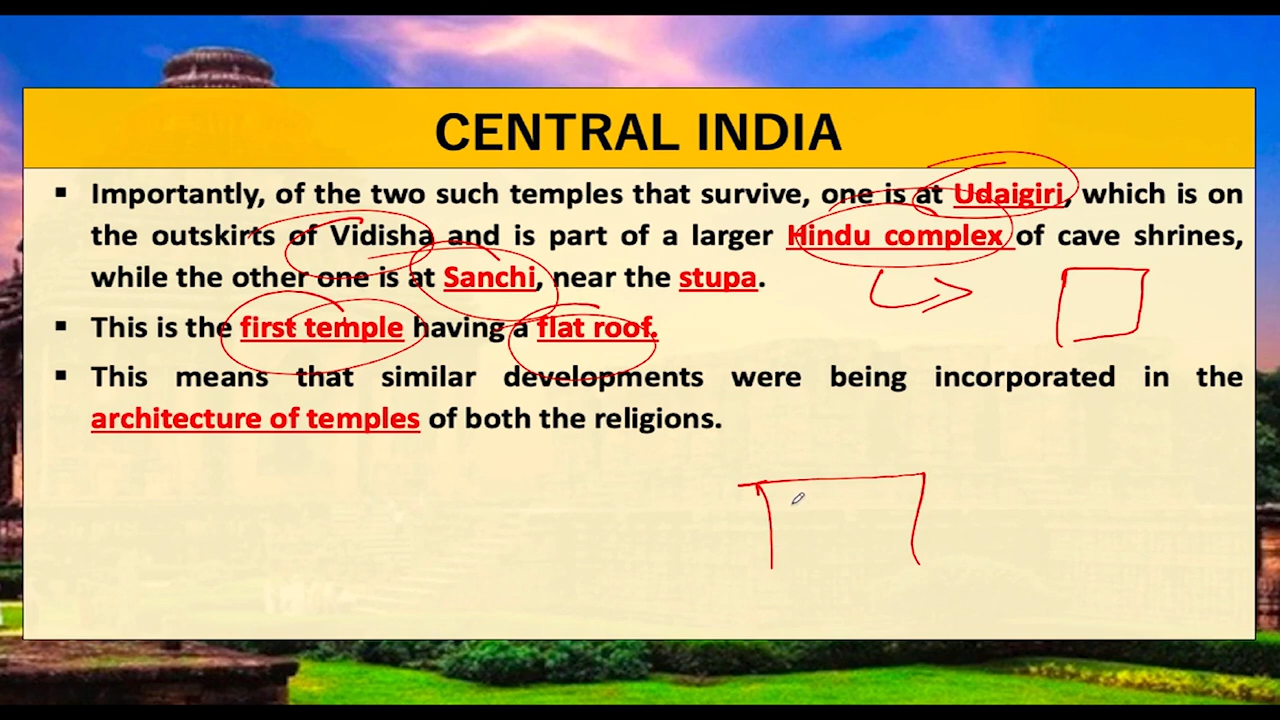 CENTRAL INDIA
▪ Importantly, of the two such temples that survive, one is at Udaigiri, which is on
the outskirts of Vidisha and is part of a larger Hindu complex of cave shrines,
while the other one is at Sanchi, near the stupa.
▪ This is the first temple having a flat roof.
▪ This means that similar developments were being incorporated in the
architecture of temples of both the religions.